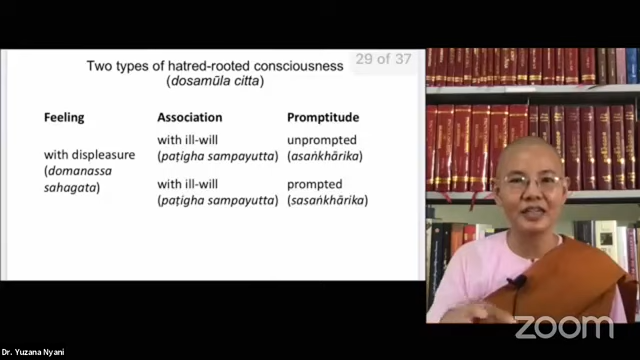 Two types of hatred-rooted consciousness
(dosamūla citta)
29 of 37
Feeling
Association
Promptitude
with displeasure
(domanassa
sahagata)
with ill-will
(paṭigha sampayutta)
unprompted
(asaṅkhārika)
with ill-will
(paṭigha sampayutta)
prompted
(sasaṅkhārika)
zoom
Dr. Yuzana Nyani